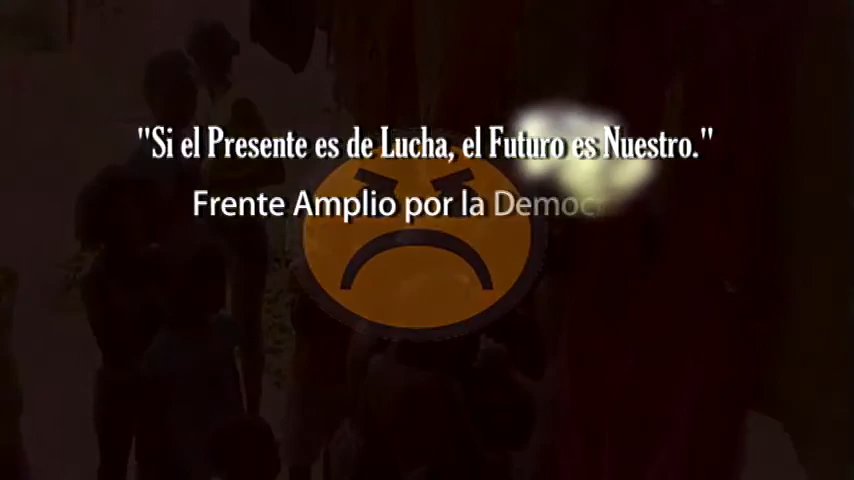 "Si el Presente es de Lucha, el Futuro es Nuestro."
Frente Amplio por la